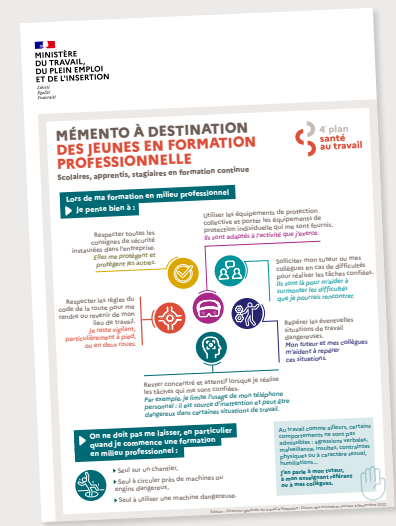 MINISTÈRE
DU TRAVAIL,
DU PLEIN EMPLOI
ET DE L'INSERTION
Liberté
Égalité
Fraternité
4e plan
santé
au travail
MÉMENTO À DESTINATION
DES JEUNES EN FORMATION
PROFESSIONNELLE
Scolaires, apprentis, stagiaires en formation continue
Lors de ma formation en milieu professionnel
Je pense bien à :
Utiliser les équipements de protection
collective et porter les équipements de
protection individuelle qui me sont fournis.
Ils sont adaptés à l'activité que j'exerce.
Respecter toutes les
consignes de sécurité
instaurées dans l'entreprise.
Elles me protègent et
protègent les autres.
Solliciter mon tuteur ou mes
collègues en cas de difficultés
pour réaliser les tâches confiées.
Ils sont là pour m'aider à
surmonter les difficultés
que je pourrais rencontrer.
Respecter les règles du
code de la route pour me
rendre ou revenir de mon
lieu de travail.
Je reste vigilant,
particulièrement à pied,
ou en deux roues.
Repérer les éventuelles
situations de travail
dangereuses.
Mon tuteur et mes collègues
m'aident à repérer
ces situations.
Rester concentré et attentif lorsque je réalise
les tâches qui me sont confiées.
Par exemple, je limite l'usage de mon téléphone
personnel : il est source d'inattention et peut être
dangereux dans certaines situations de travail.
On ne doit pas me laisser, en particulier
quand je commence une formation
en milieu professionnel :
Seul sur un chantier,
Seul à circuler près de machines ou
engins dangereux,
Seul à utiliser une machine dangereuse.
Au travail comme ailleurs, certains
comportements ne sont pas
admissibles : agressions verbales,
malveillance, insultes, contraintes
physiques ou à caractère sexuel,
humiliations...
J'en parle à mon tuteur,
à mon enseignant référent
ou à mes collègues.